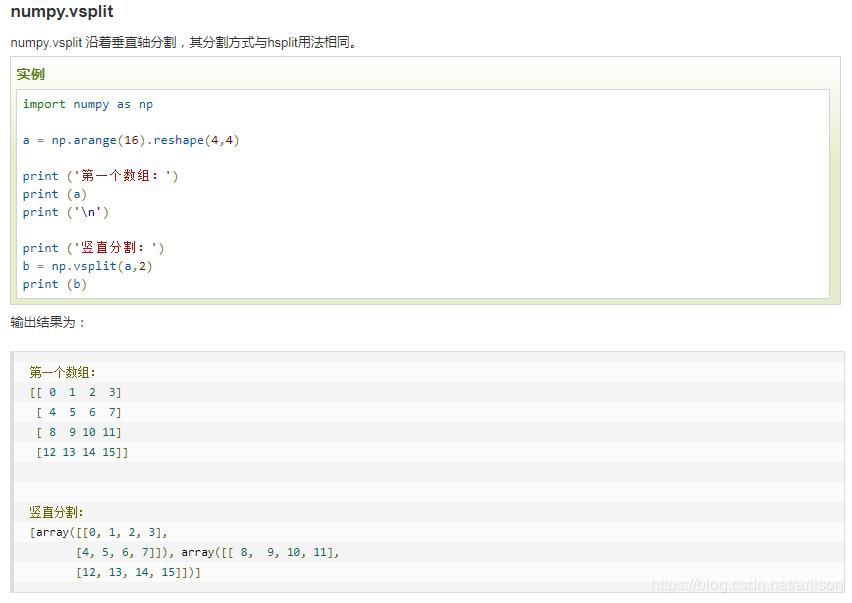 numpy.vsplit
numpy.vsplit 沿着垂直轴分割，其分割方式与hsplit用法相同。
实例
import numpy as np
a = np.arange(16).reshape(4,4)
print ('第一个数组：')
print (a)
print ('\n')
print ('竖直分割：')
b = np.vsplit(a,2)
print (b)
输出结果为：
第一个数组：
[[ 0  1  2  3]
 [ 4  5  6  7]
 [ 8  9 10 11]
 [12 13 14 15]]
竖直分割：
[array([[0, 1, 2, 3],
       [4, 5, 6, 7]]), array([[ 8,  9, 10, 11],
       [12, 13, 14, 15]])]
https://blog.csdn.net/arlison